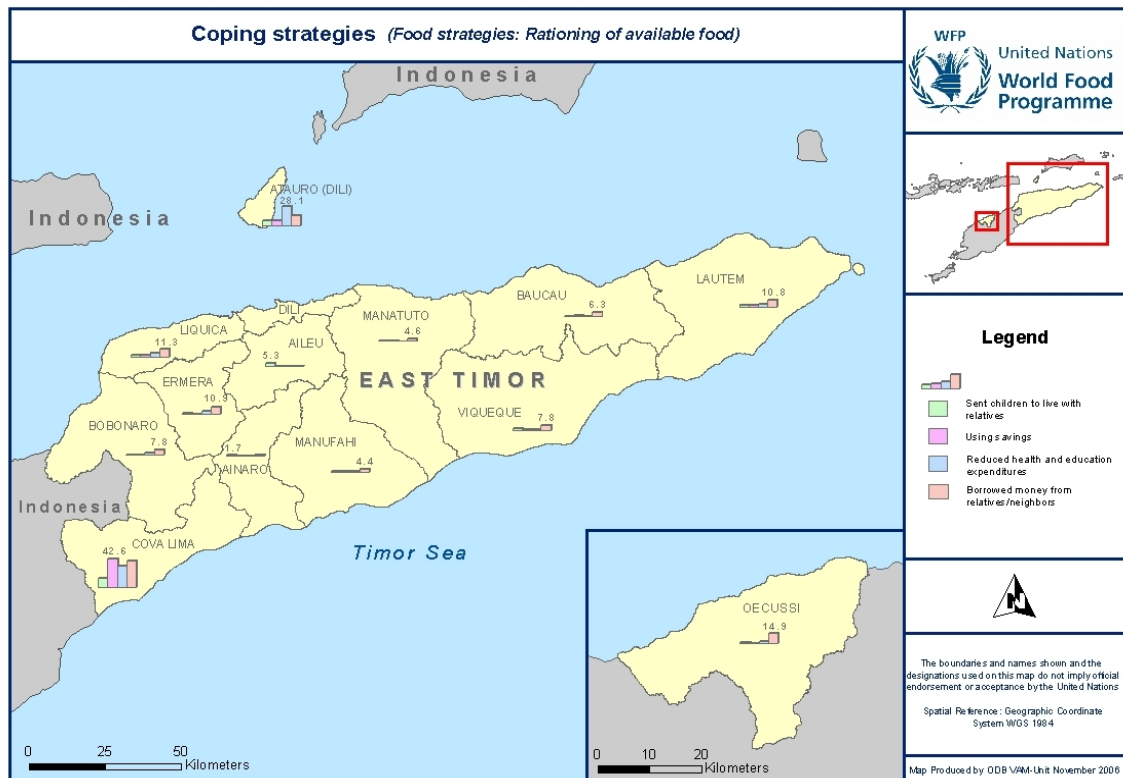 Coping strategies (Food strategies: Rationing of available food)
WFP
United Nations
World Food
Programme
Indonesia
Indonesia
ATAURO (DILI)
28.1
LAUTEM
10.8
BAUCAU
6.3
DILI
MANATUTO
4.6
LIQUICA
11.3
AILEU
5.3
EAST TIMOR
ERMERA
10.9
VIQUEQUE
7.8
BOBONARO
7.8
MANUFAHI
4.4
1.7
AINARO
Indonesia
COVA LIMA
42.6
Timor Sea
OECUSSI
14.9
0 25 50
Kilometers
0 10 20
Kilometers
Legend
Sent children to live with
relatives
Using savings
Reduced health and education
expenditures
Borrowed money from
relatives/neighbors
N
The boundaries and names shown and the
designations used on this map do not imply official
endorsement or acceptance by the United Nations
Spatial Reference: Geographic Coordinate
System WGS 1984
Map Produced by ODB VAM-Unit November 2006